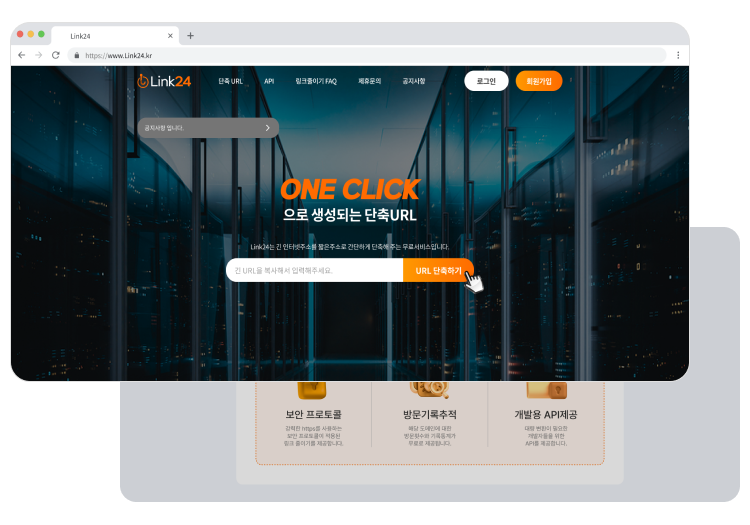 Link24
https://www.Link24.kr
Link24
단축 URL
API
링크줄이기 FAQ
제휴문의
공지사항
로그인
회원가입
공지사항 입니다.
ONE CLICK
으로 생성되는 단축URL
Link24는 긴 인터넷주소를 짧은주소로 간단하게 단축해 주는 무료서비스입니다.
긴 URL을 복사해서 입력해주세요.
URL 단축하기
보안 프로토콜
강력한 https를 사용하는
보안 프로토콜이 적용된
링크 줄이기를 제공합니다.
방문기록추적
해당 도메인에 대한
방문횟수와 기록통계가
무료로 제공됩니다.
개발용 API제공
대량 변환이 필요한
개발자들을 위한
API를 제공합니다.